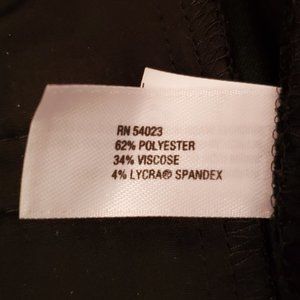 RN 54023
62% POLYESTER
34% VISCOSE
4% LYCRA® SPANDEX